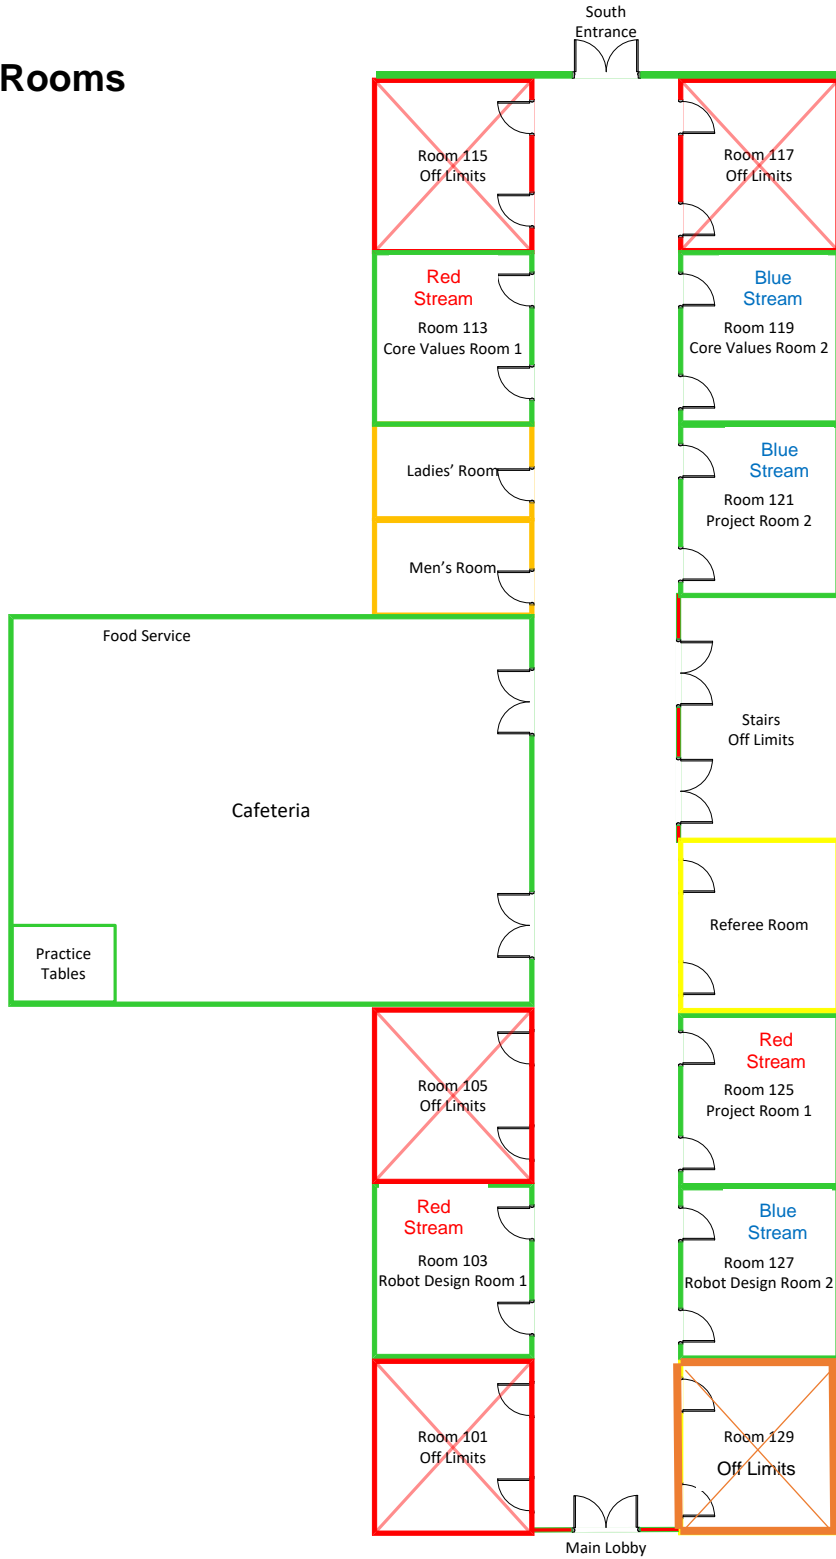 South
Entrance
Rooms
Room 115
Off Limits
Room 117
Off Limits
Red
Stream
Room 113
Core Values Room 1
Blue
Stream
Room 119
Core Values Room 2
Ladies' Room
Blue
Stream
Room 121
Project Room 2
Men's Room
Food Service
Stairs
Off Limits
Cafeteria
Practice
Tables
Referee Room
Room 105
Off Limits
Red
Stream
Room 125
Project Room 1
Red
Stream
Room 103
Robot Design Room 1
Blue
Stream
Room 127
Robot Design Room 2
Room 101
Off Limits
Room 129
Off Limits
Main Lobby